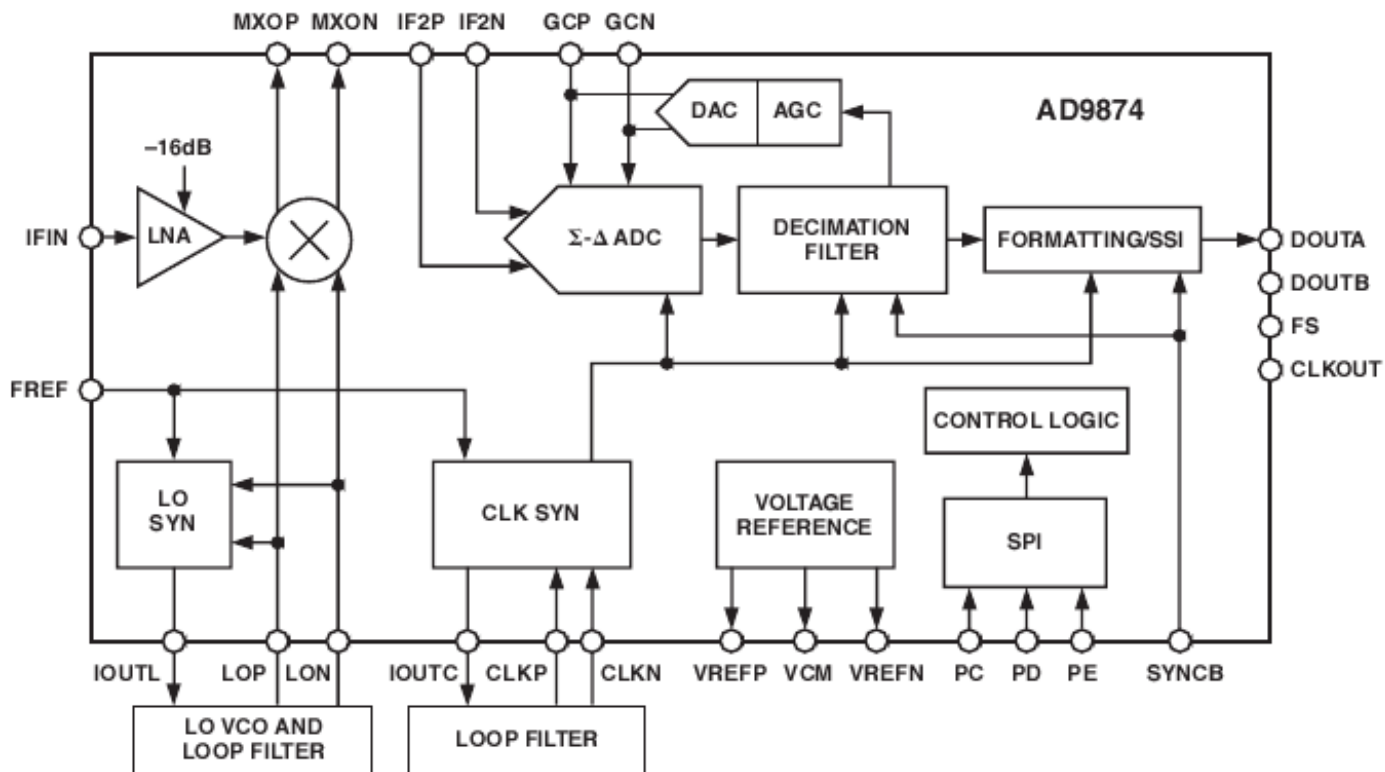 MXOP MXON IF2P IF2N GCP GCN
DAC AGC
AD9874
–16dB
IFIN
LNA
Σ-Δ ADC
DECIMATION
FILTER
FORMATTING/SSI
DOUTA
DOUTB
FS
CLKOUT
FREF
CONTROL LOGIC
LO
SYN
CLK SYN
VOLTAGE
REFERENCE
SPI
IOUTL LOP LON IOUTC CLKP CLKN VREFP VCM VREFN PC PD PE SYNCB
LO VCO AND
LOOP FILTER
LOOP FILTER